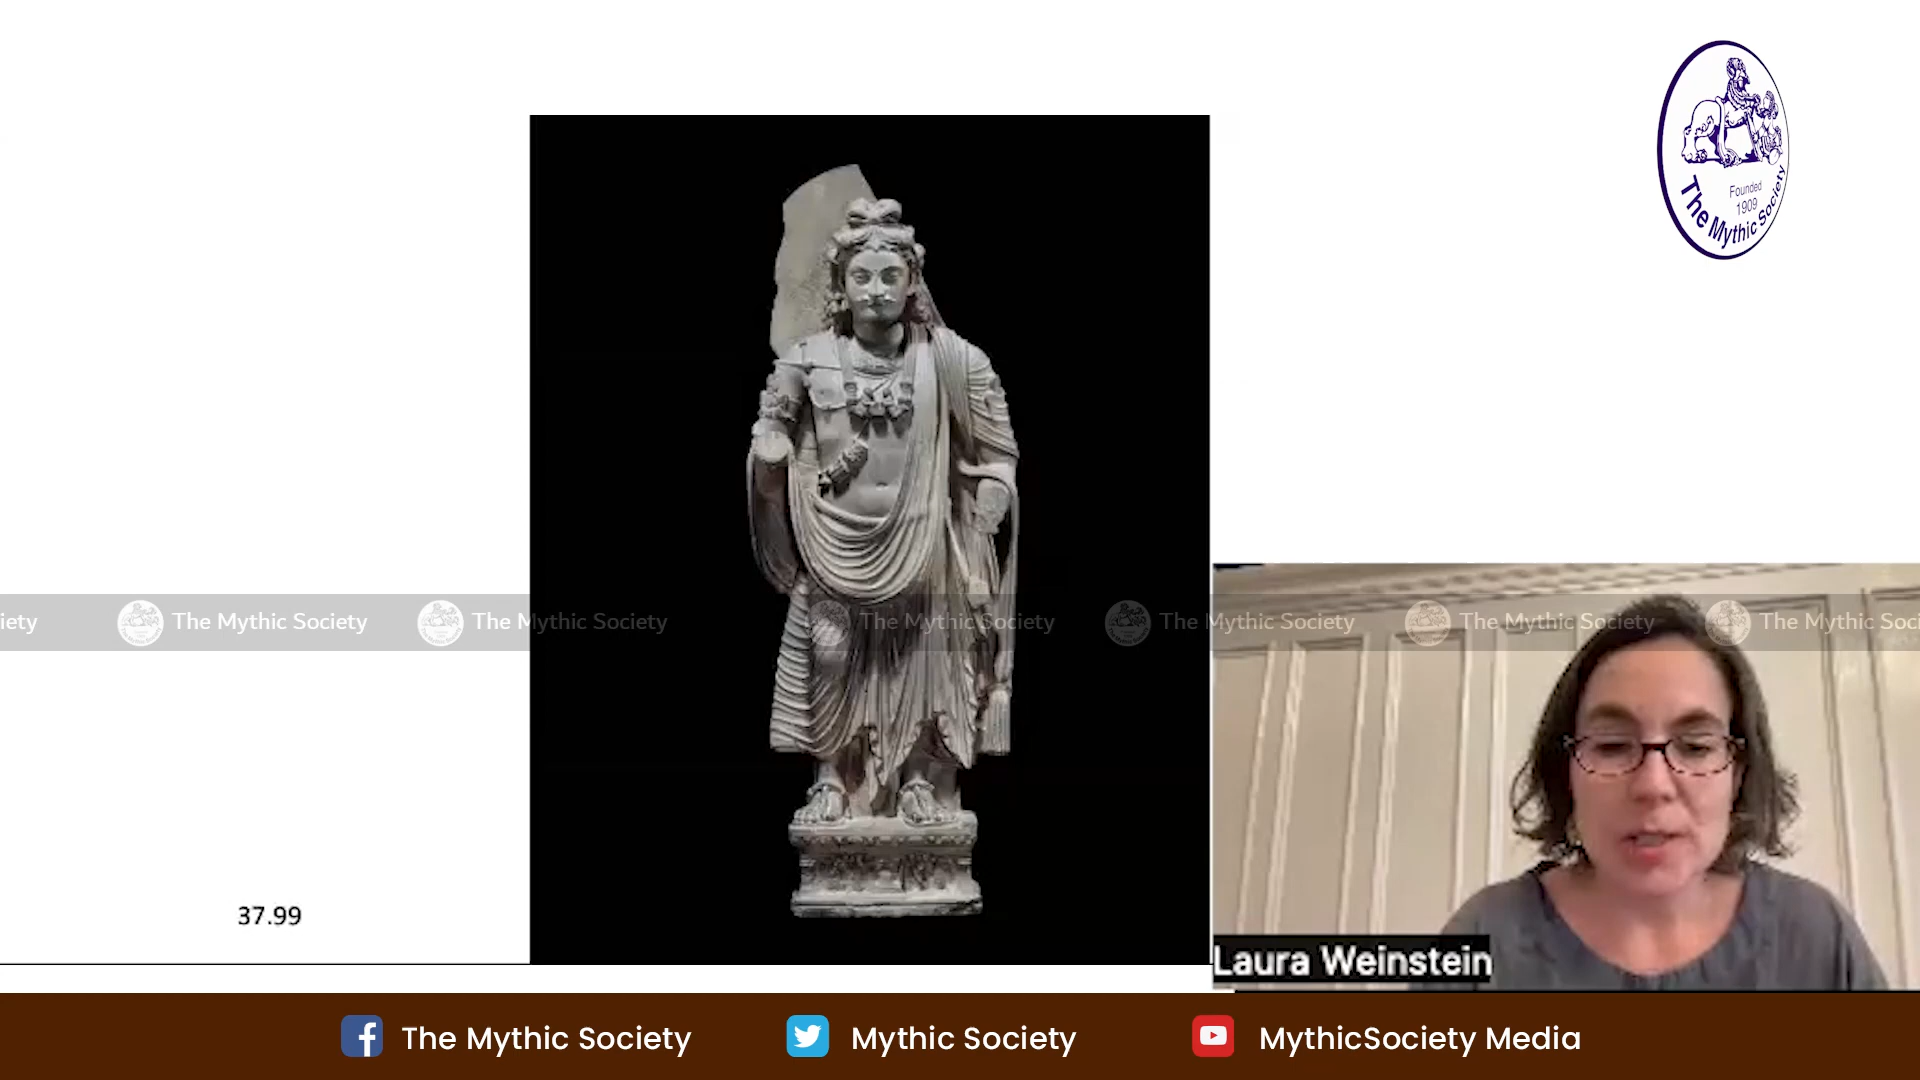 Founded
1909
The Mythic Society
iety The Mythic Society The Mythic Society The Mythic Society The Mythic Society The Mythic Society The Mythic Soci
37.99
Laura Weinstein
The Mythic Society Mythic Society MythicSociety Media